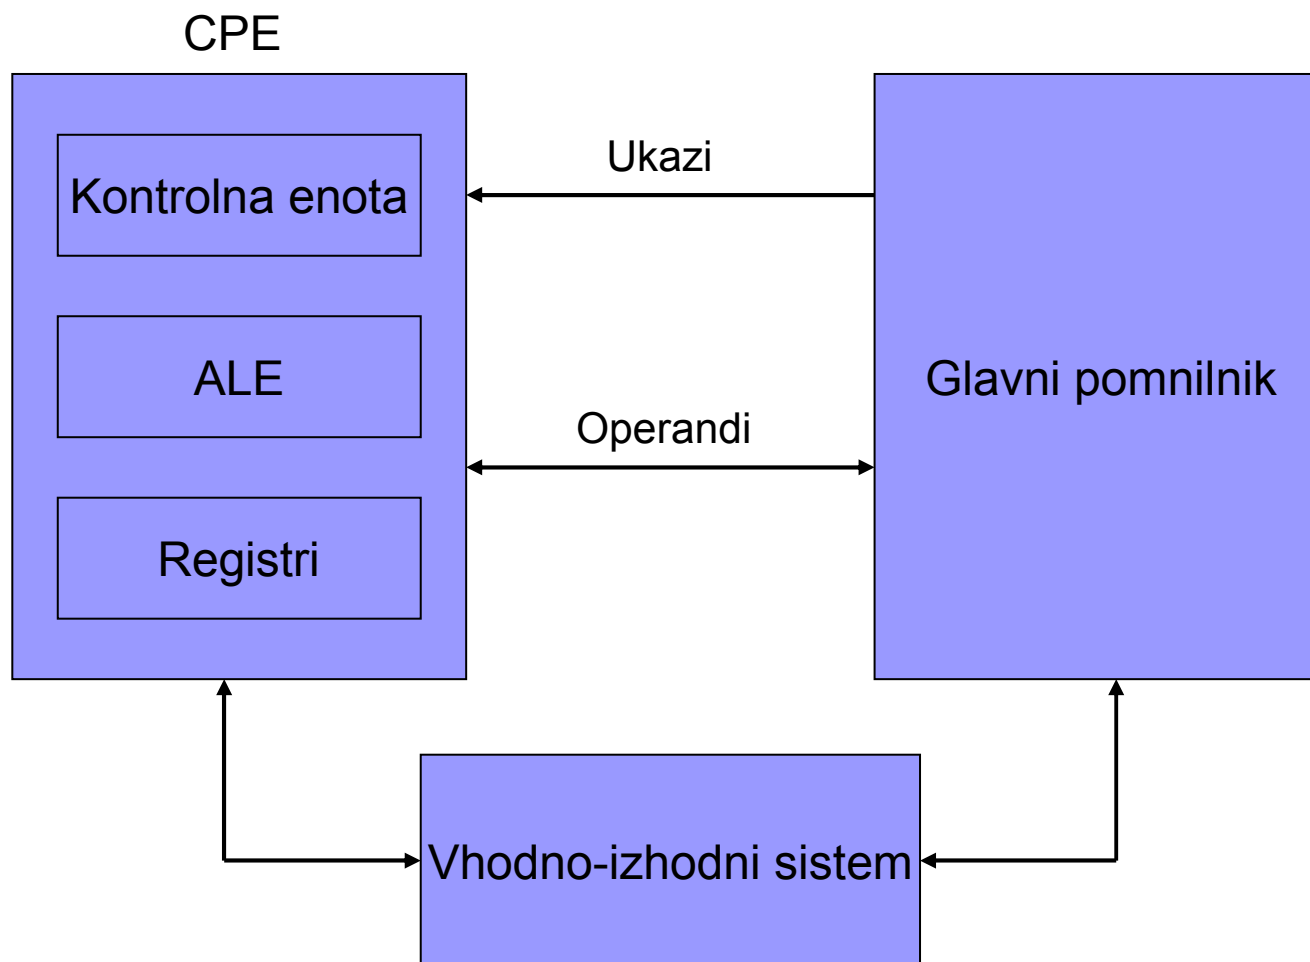 CPE
Kontrolna enota
Ukazi
ALE
Glavni pomnilnik
Operandi
Registri
Vhodno-izhodni sistem